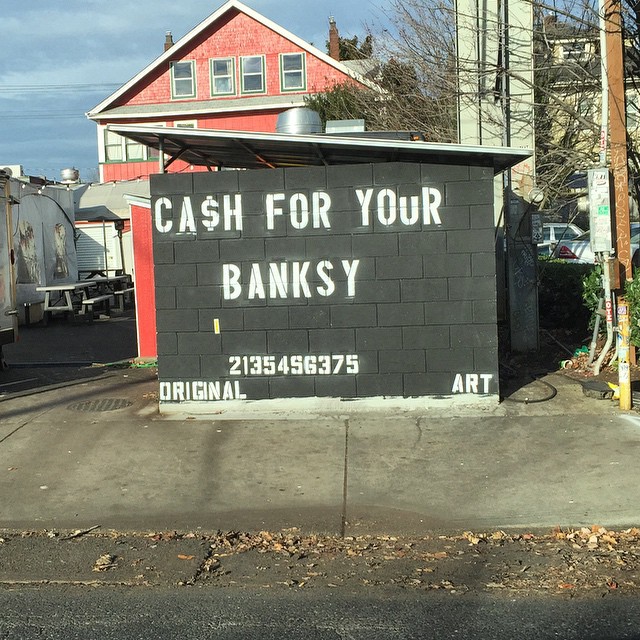 CA$H FOR YOuR
BANKSY
2135456375
ORIGINAL ART